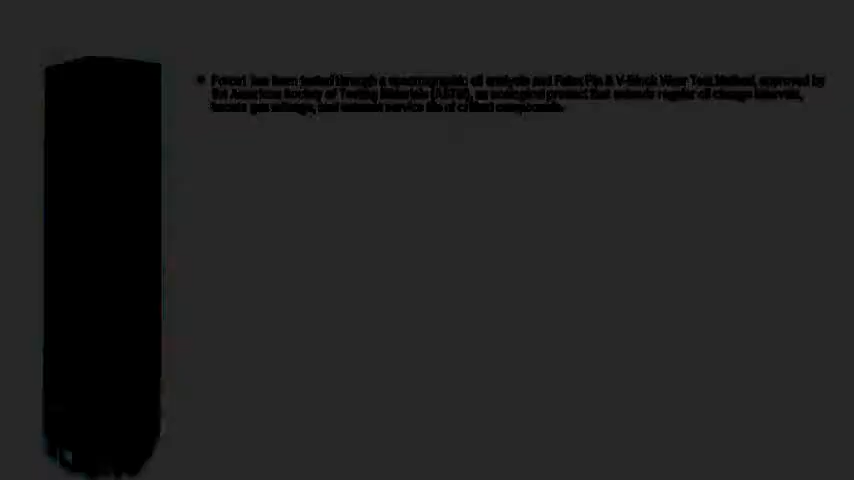 has been tested through a spectrographic oil analysis and Falex Pin & V-Block Wear Test Method, approved by
the American Society of Testing Materials (ASTM), an ecological product that extends regular oil change intervals,
boosts gas mileage, and extends service life of critical components.